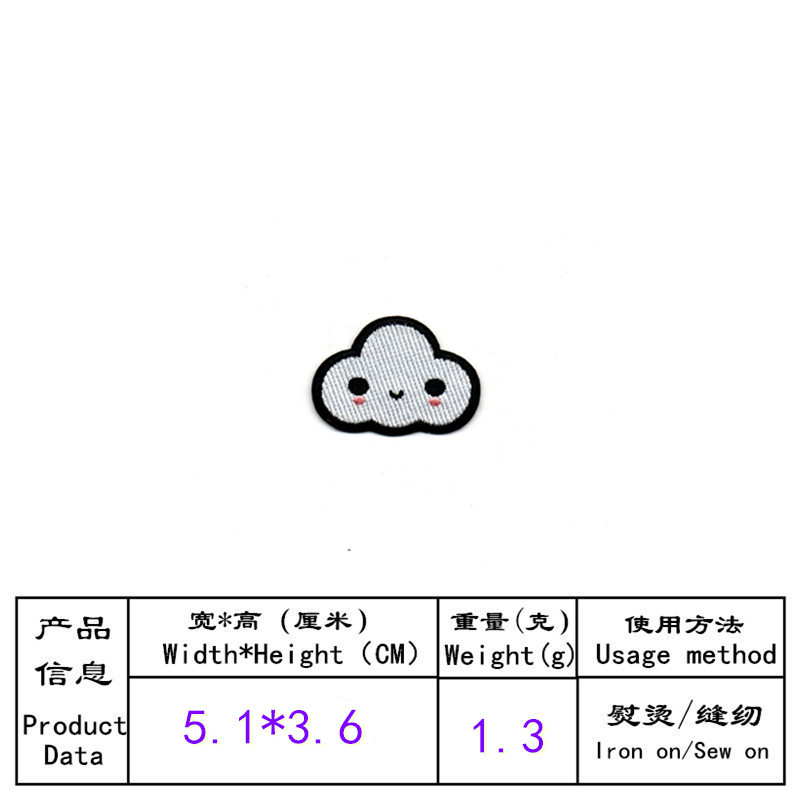 产品
信息
Product
Data
宽*高 (厘米)
Width*Height (CM)
5.1*3.6
重量(克)
Weight(g)
1.3
使用方法
Usage method
熨烫/缝纫
Iron on/Sew on